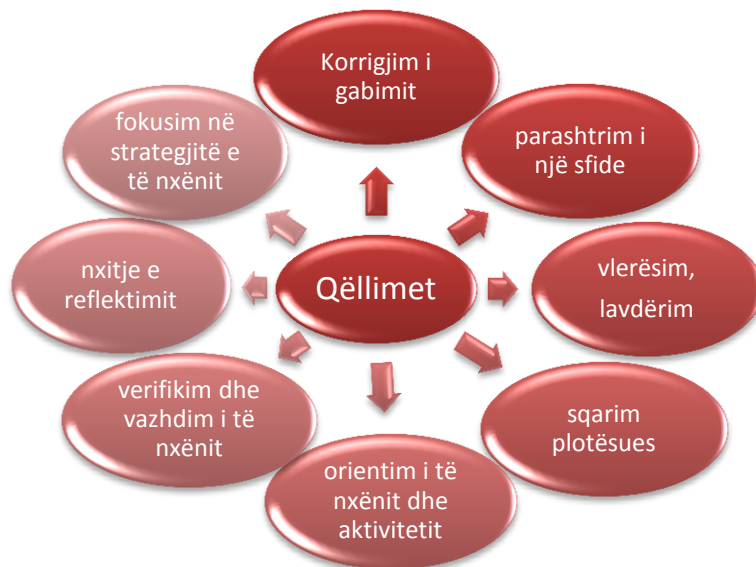 Korrigjim i
gabimit
parashtrim i
një sfide
vlerësim,
lavdërim
sqarim
plotësues
orientim i të
nxënit dhe
aktivitetit
verifikim dhe
vazhdim i të
nxënit
nxitje e
reflektimit
fokusim në
strategjitë e
të nxënit
Qëllimet